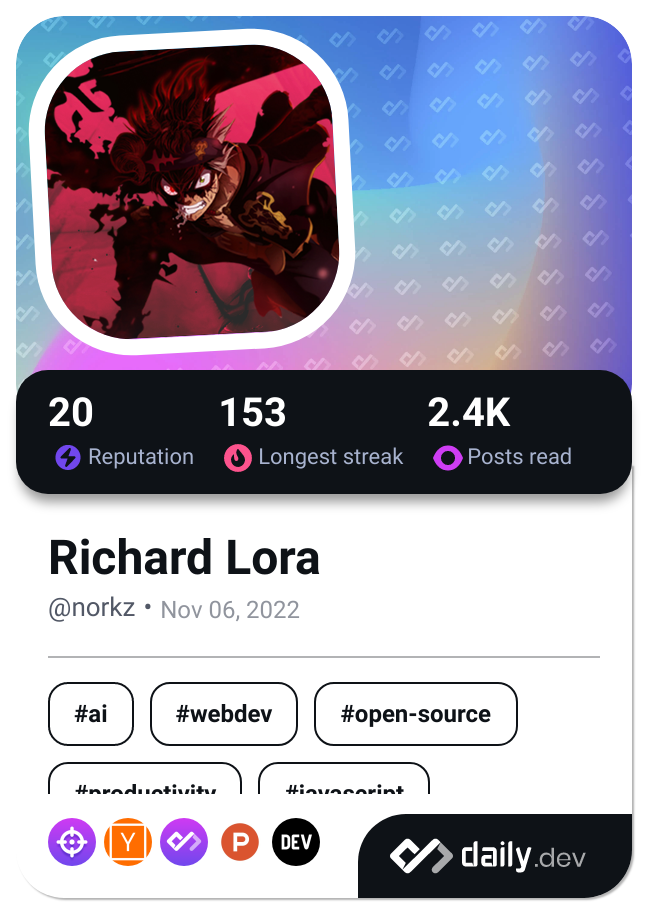 20 153 2.4K
Reputation Longest streak Posts read
Richard Lora
@norkz • Nov 06, 2022
#ai #webdev #open-source
#productivity #javascript
Y P DEV
daily.dev